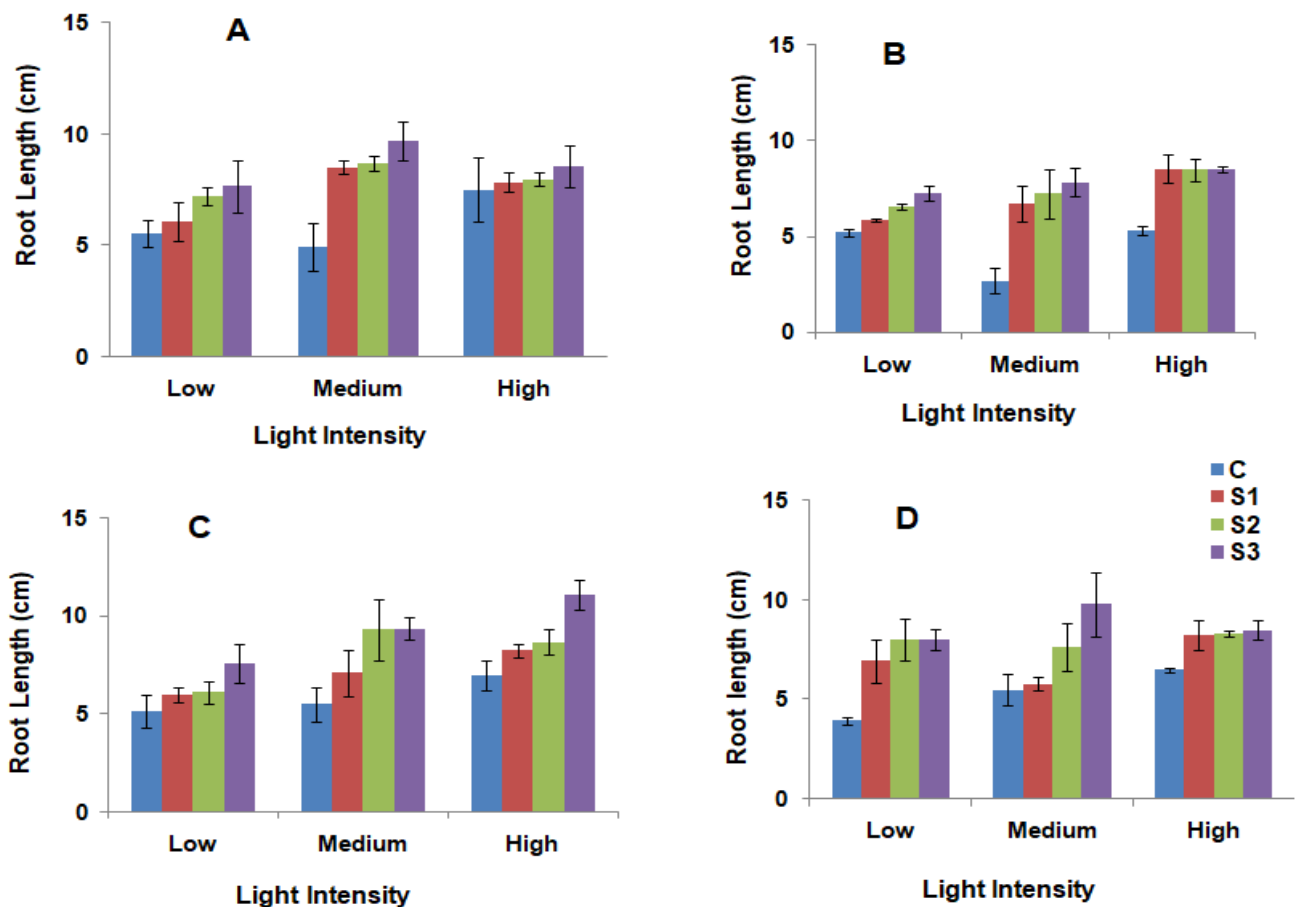 A
Root Length (cm)
15
10
5
0
Low Medium High
Light Intensity
B
Root Length (cm)
15
10
5
0
Low Medium High
Light Intensity
C
Root Length (cm)
15
10
5
0
Low Medium High
Light Intensity
D
Root length (cm)
15
10
5
0
Low Medium High
Light Intensity
C
S1
S2
S3